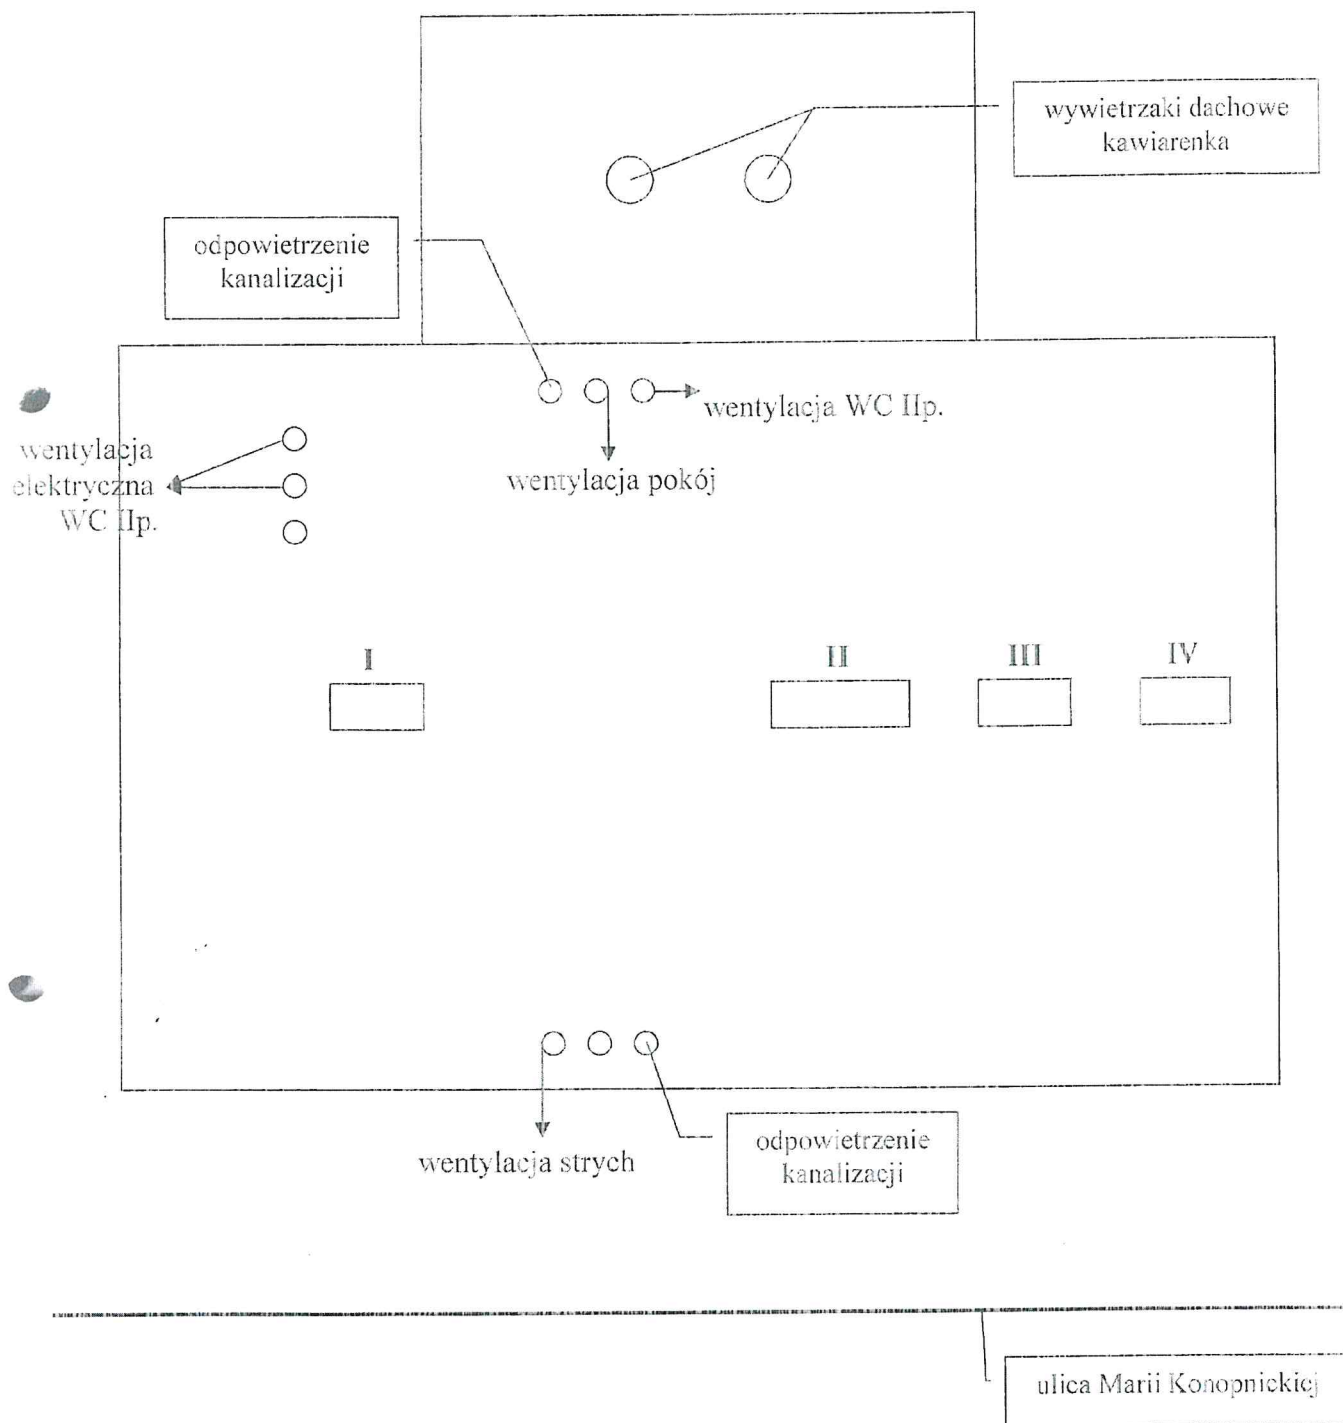 wywietrzaki dachowe
kawiarenka
odpowietrzenie
kanalizacji
wentylacja WC IIp.
wentylacja pokój
wentylacja
elektryczna
WC IIp.
I
II
III
IV
wentylacja strych
odpowietrzenie
kanalizacji
ulica Marii Konopnickiej